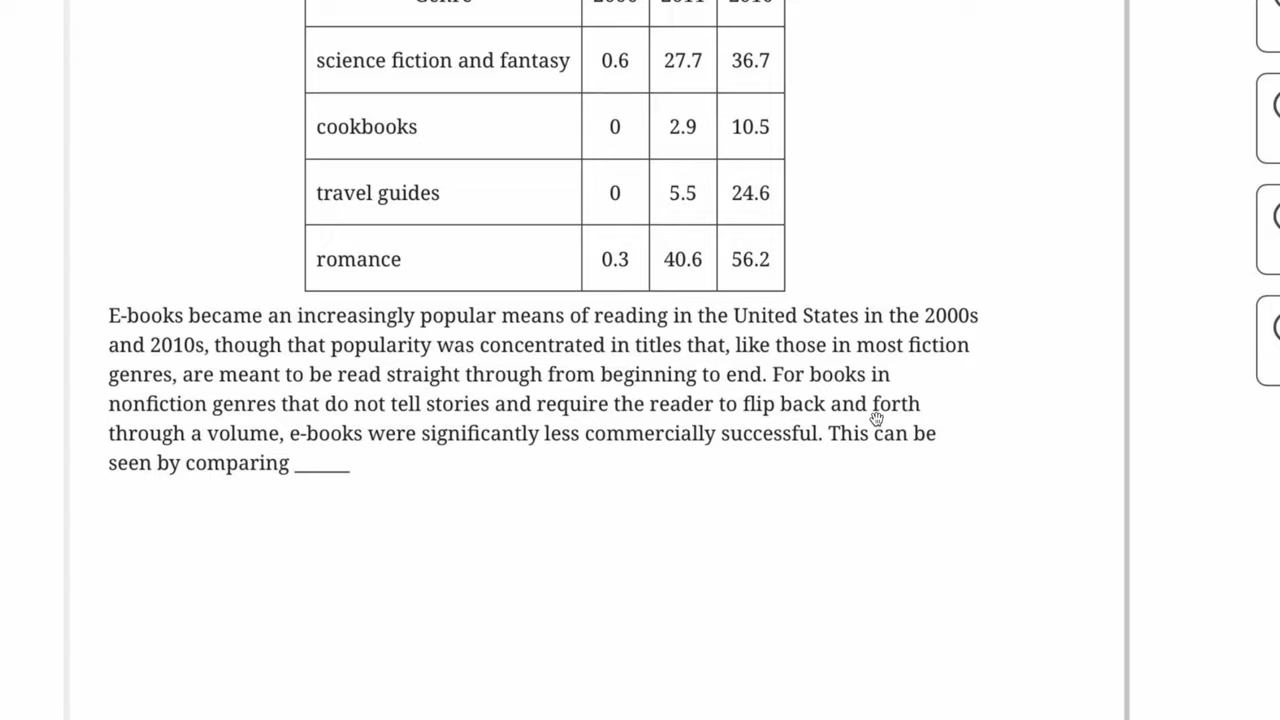 science fiction and fantasy 0.6 27.7 36.7
cookbooks 0 2.9 10.5
travel guides 0 5.5 24.6
romance 0.3 40.6 56.2
E-books became an increasingly popular means of reading in the United States in the 2000s
and 2010s, though that popularity was concentrated in titles that, like those in most fiction
genres, are meant to be read straight through from beginning to end. For books in
nonfiction genres that do not tell stories and require the reader to flip back and forth
through a volume, e-books were significantly less commercially successful. This can be
seen by comparing ______